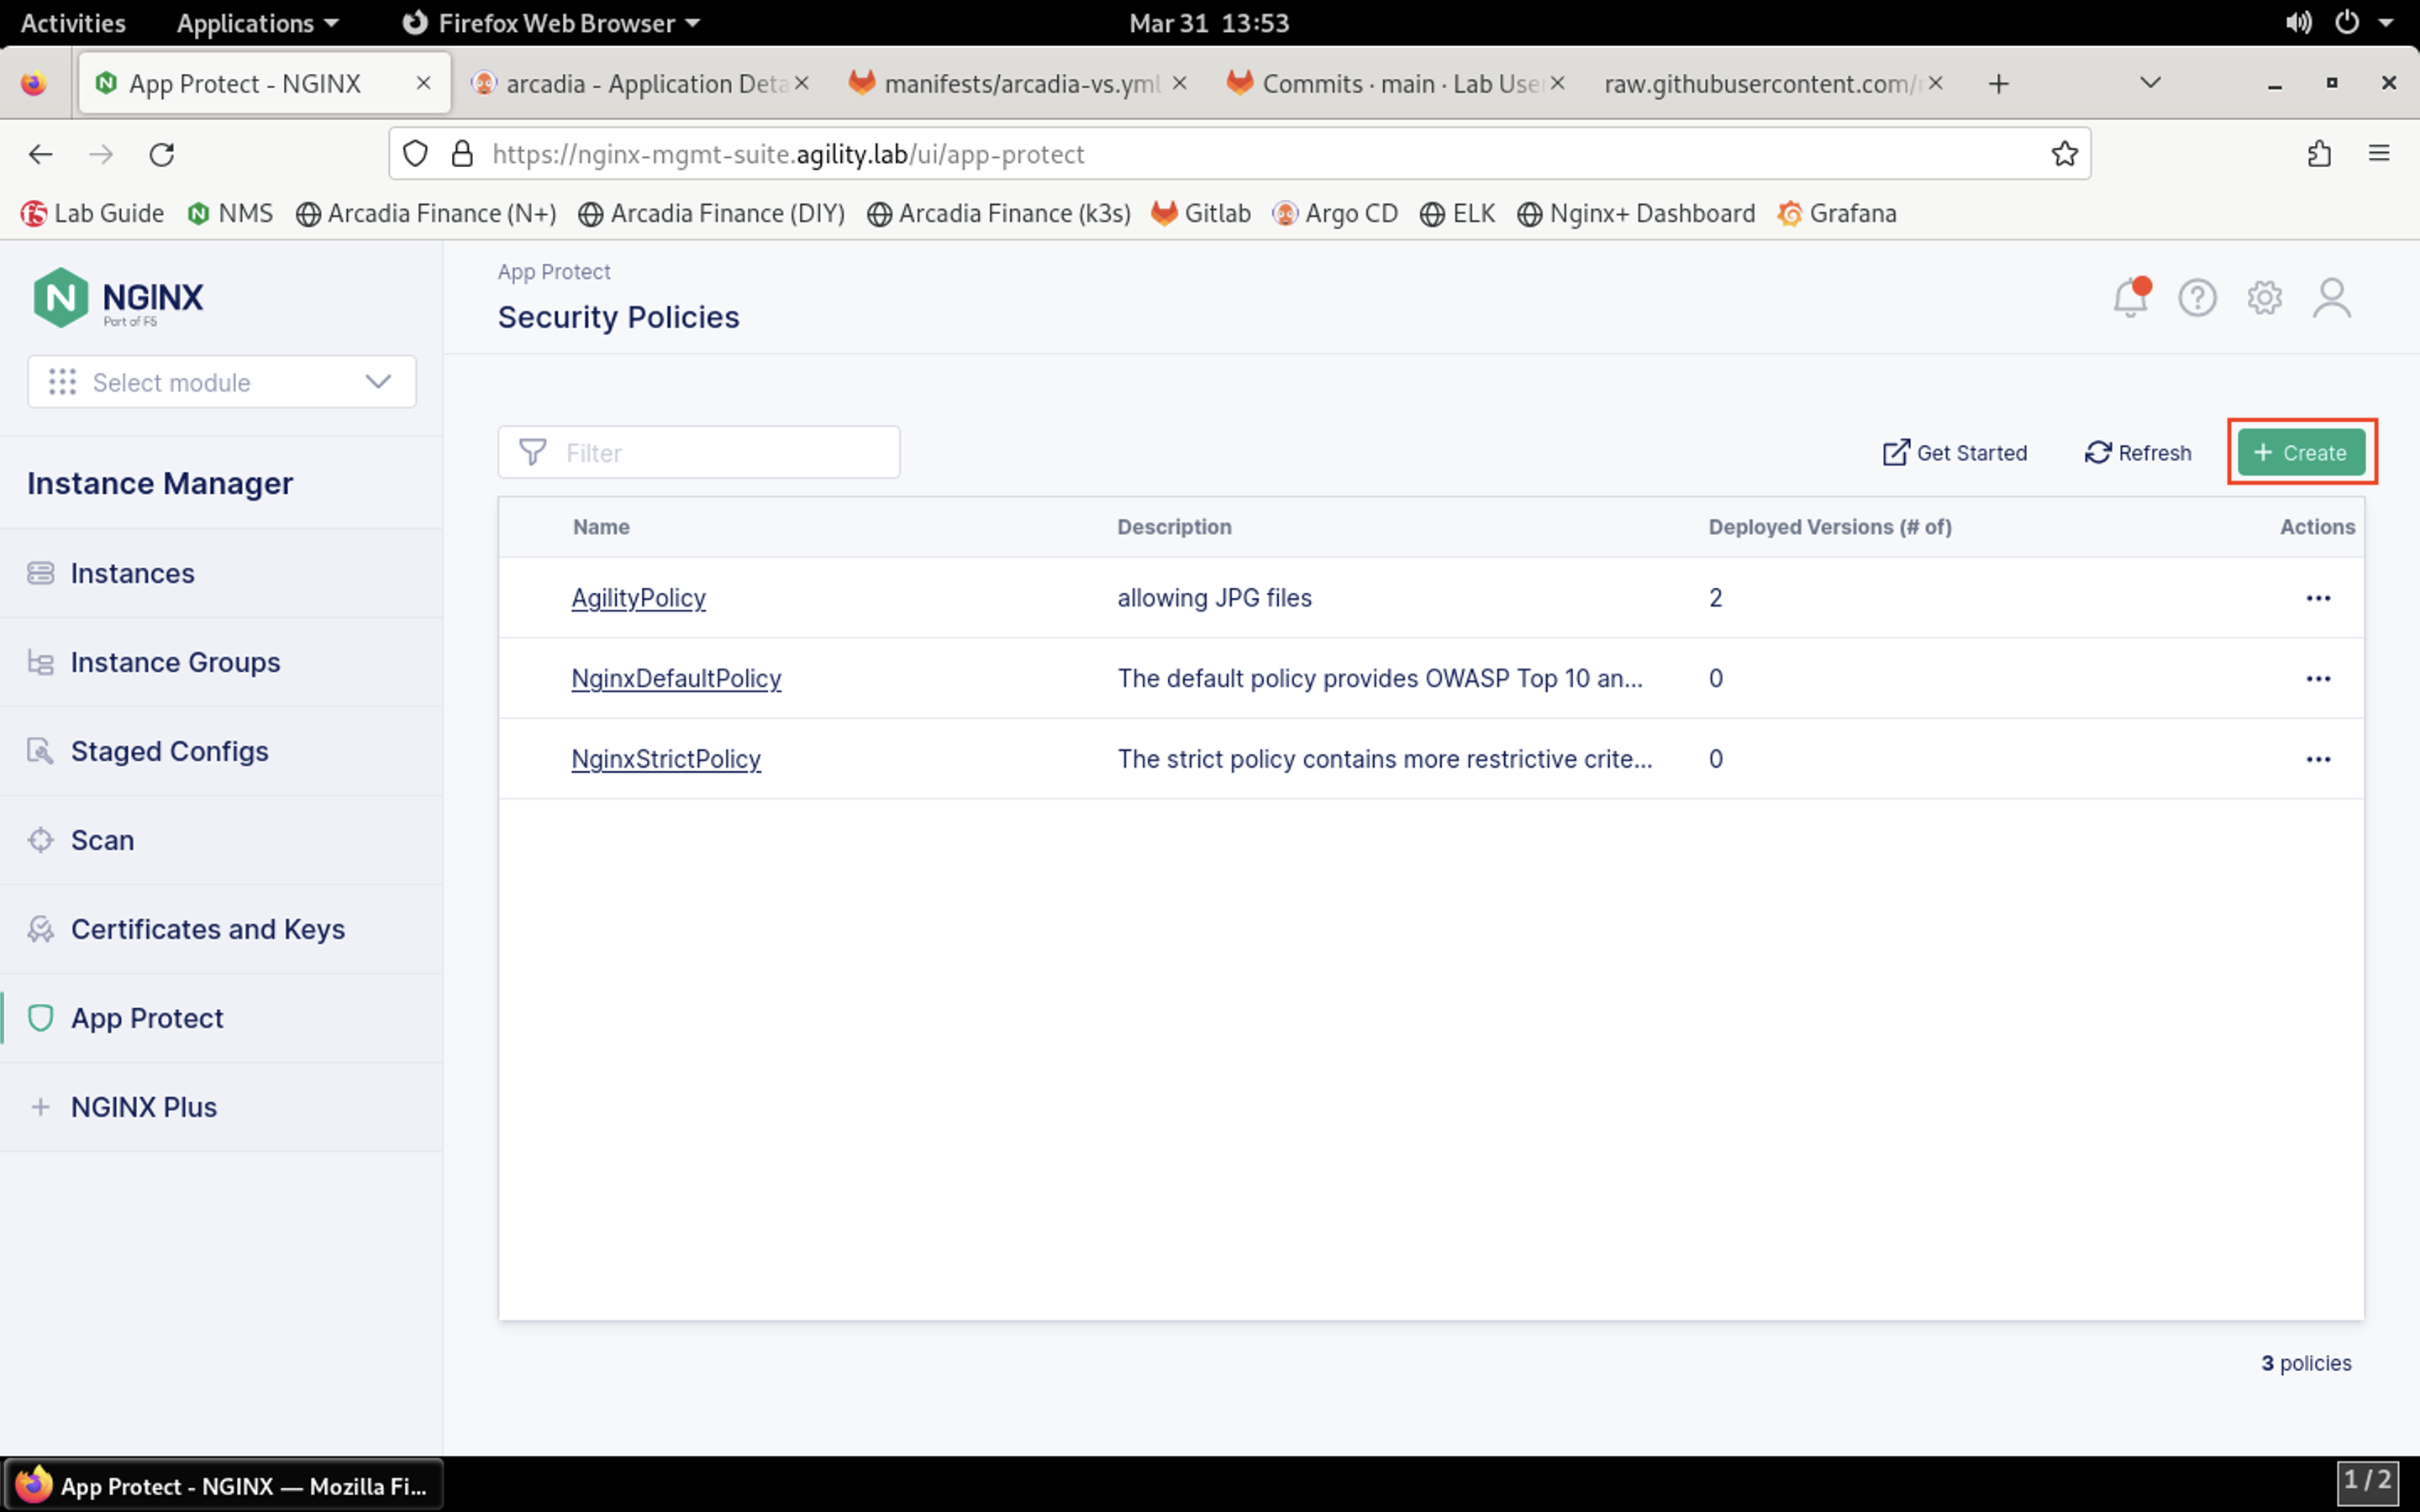 Activities Applications Firefox Web Browser Mar 31 13:53
App Protect - NGINX arcadia - Application Deta manifests/arcadia-vs.yml Commits · main · Lab Use raw.githubusercontent.com/
https://nginx-mgmt-suite.agility.lab/ui/app-protect
Lab Guide NMS Arcadia Finance (N+) Arcadia Finance (DIY) Arcadia Finance (k3s) Gitlab Argo CD ELK Nginx+ Dashboard Grafana
NGINX
Part of F5
Select module
Instance Manager
Instances
Instance Groups
Staged Configs
Scan
Certificates and Keys
App Protect
NGINX Plus
App Protect
Security Policies
Filter Get Started Refresh + Create
Name Description Deployed Versions (# of) Actions
AgilityPolicy allowing JPG files 2 ...
NginxDefaultPolicy The default policy provides OWASP Top 10 an... 0 ...
NginxStrictPolicy The strict policy contains more restrictive crite... 0 ...
3 policies
App Protect - NGINX — Mozilla Fi... 1 / 2